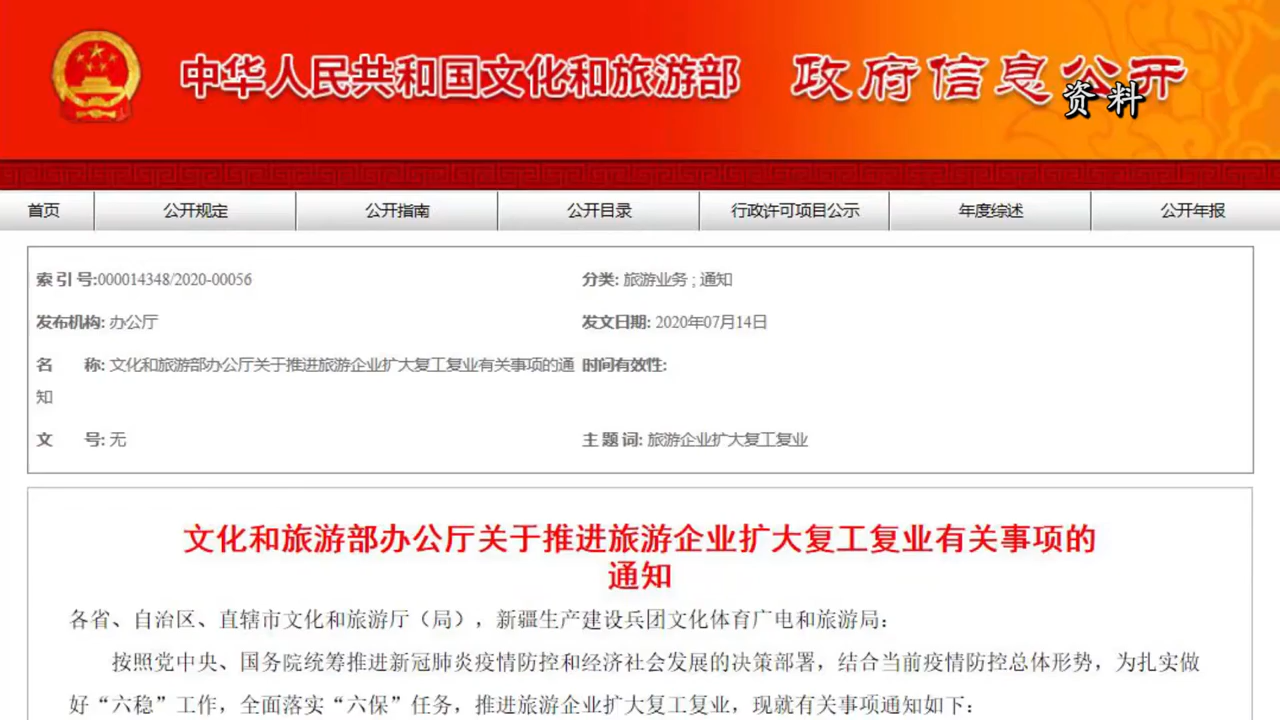 中华人民共和国文化和旅游部 政府信息公开
资料
首页 公开规定 公开指南 公开目录 行政许可项目公示 年度综述 公开年报
索 引 号:000014348/2020-00056 分类: 旅游业务 ; 通知
发布机构: 办公厅 发文日期: 2020年07月14日
名 称: 文化和旅游部办公厅关于推进旅游企业扩大复工复业有关事项的通 时间有效性:
知
文 号: 无 主 题 词: 旅游企业扩大复工复业
文化和旅游部办公厅关于推进旅游企业扩大复工复业有关事项的
通知
各省、自治区、直辖市文化和旅游厅（局），新疆生产建设兵团文化体育广电和旅游局：
按照党中央、国务院统筹推进新冠肺炎疫情防控和经济社会发展的决策部署，结合当前疫情防控总体形势，为扎实做
好“六稳”工作，全面落实“六保”任务，推进旅游企业扩大复工复业，现就有关事项通知如下：